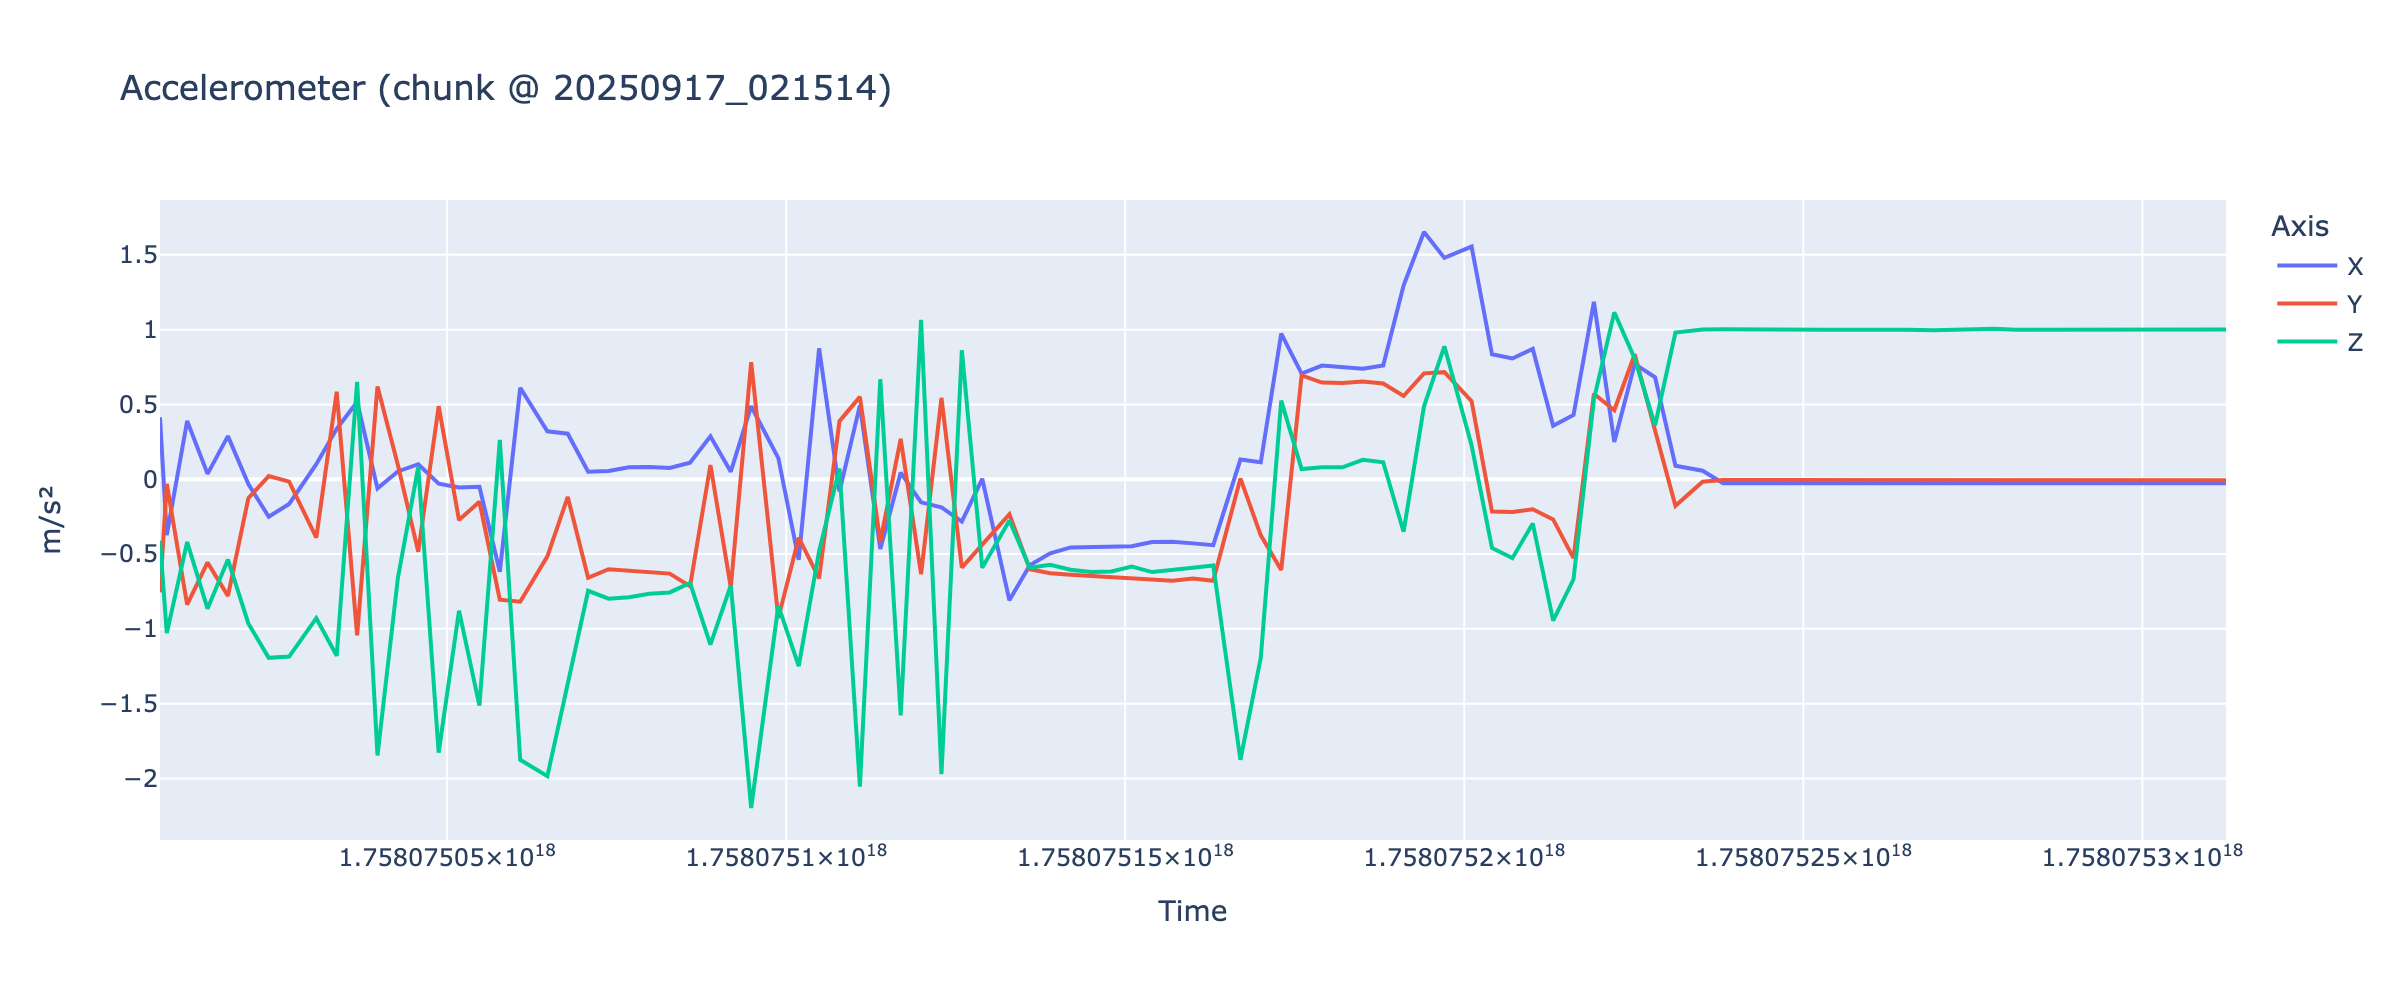 Accelerometer (chunk @ 20250917_021514)
Axis
X
Y
Z
1.5
1
0.5
0
−0.5
−1
−1.5
−2
m/s²
1.75807505×10¹⁸
1.7580751×10¹⁸
1.75807515×10¹⁸
1.7580752×10¹⁸
1.75807525×10¹⁸
1.7580753×10¹⁸
Time